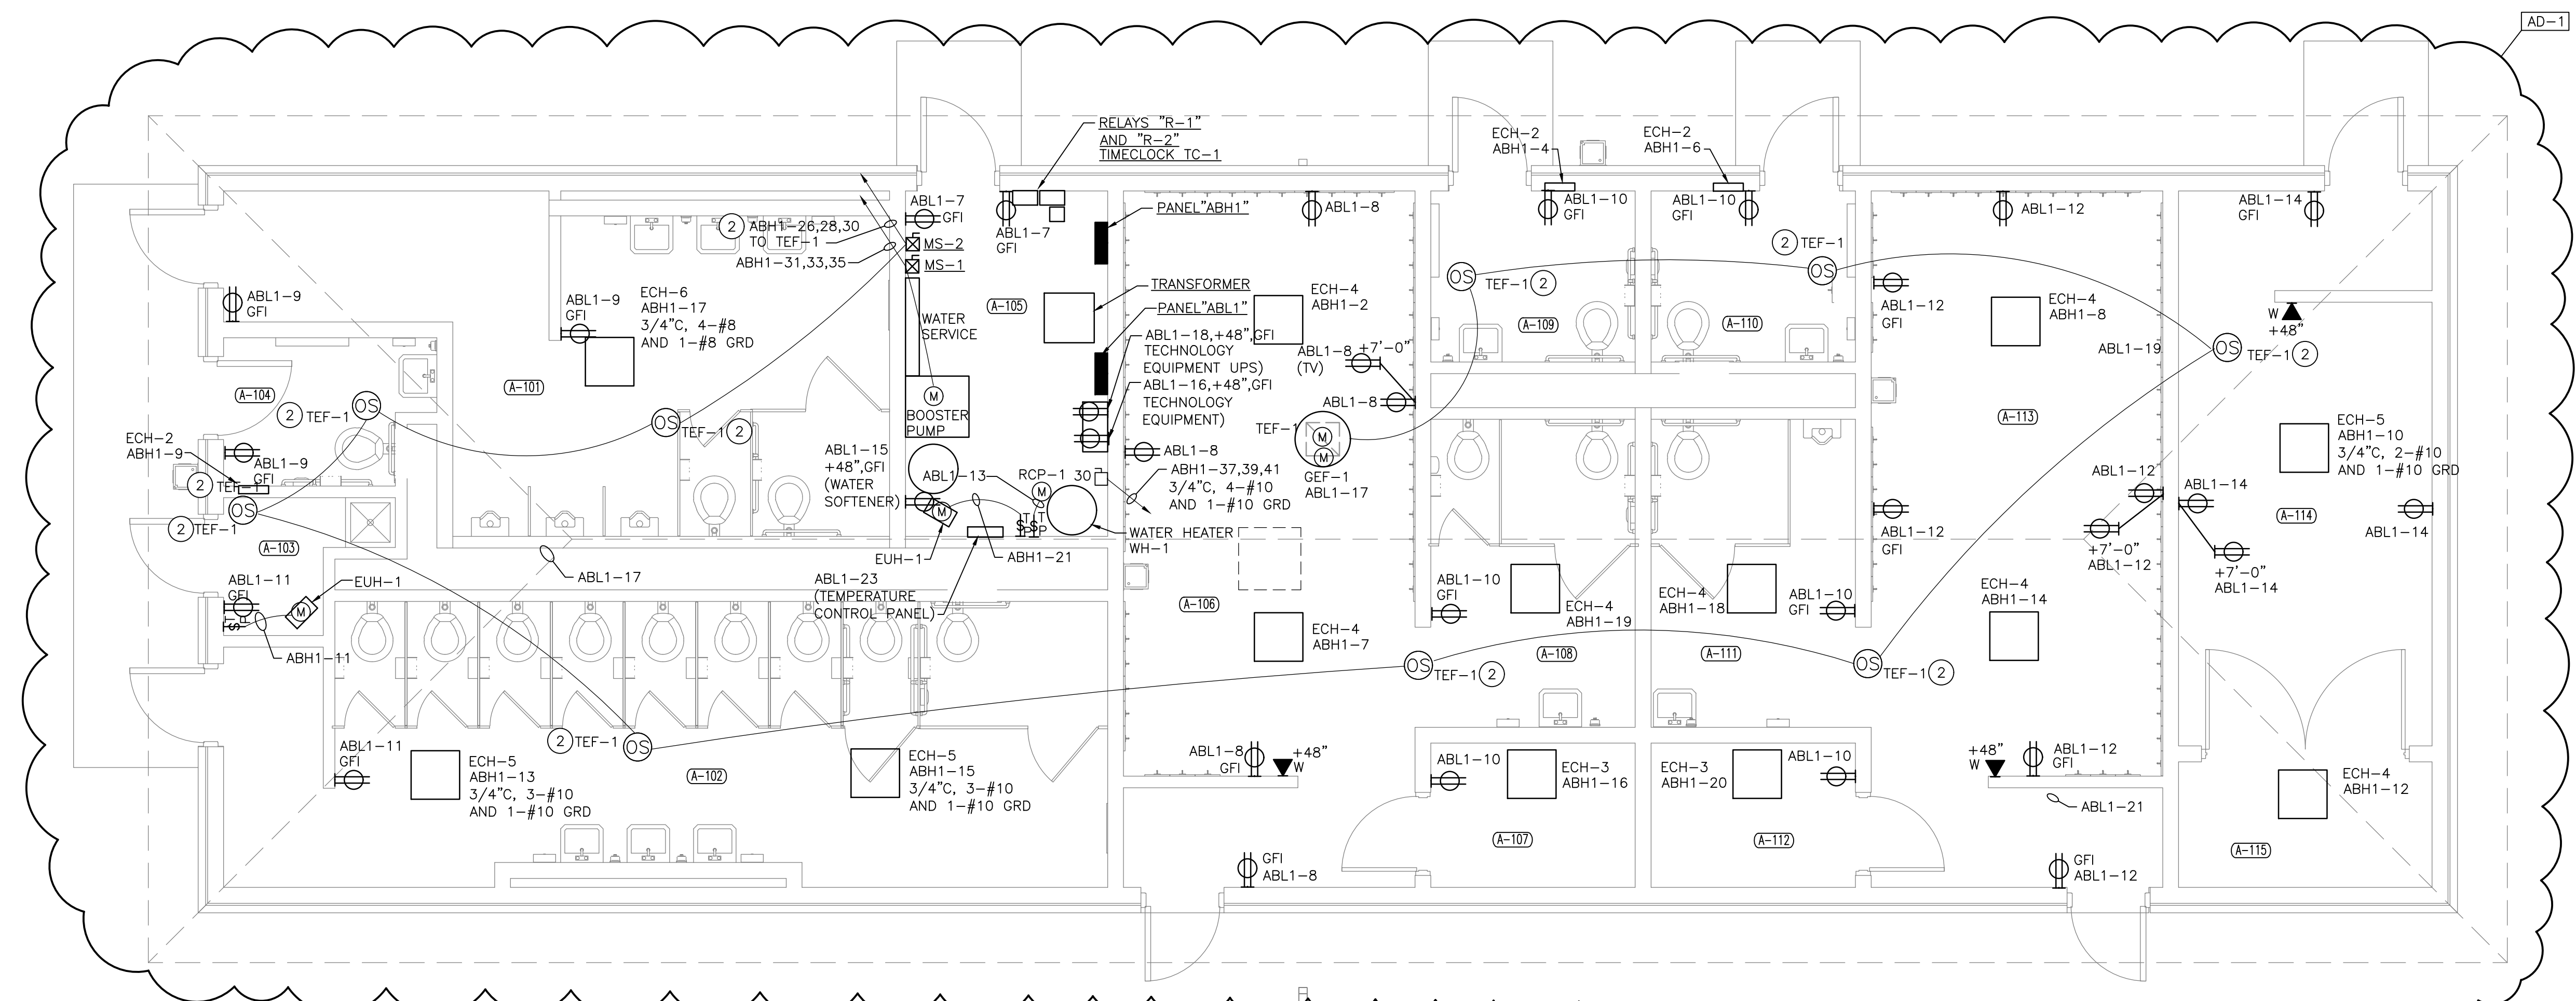 AD-1
RELAYS "R-1"
AND "R-2"
TIMECLOCK TC-1
ECH-2
ABH1-4
ECH-2
ABH1-6
ABL1-7
GFI
ABL1-7
GFI
PANEL"ABH1"
ABL1-8
ABL1-10
GFI
ABL1-10
GFI
ABL1-12
ABL1-14
GFI
2
ABH1-26,28,30
TO TEF-1
ABH1-31,33,35
MS-2
MS-1
2
TEF-1
OS
OS
TEF-1
2
ABL1-9
GFI
ABL1-9
GFI
ECH-6
ABH1-17
3/4"C, 4-#8
AND 1-#8 GRD
WATER
SERVICE
A-105
TRANSFORMER
PANEL"ABL1"
ECH-4
ABH1-2
ABL1-18,+48",GFI
TECHNOLOGY
EQUIPMENT UPS)
ABL1-16,+48",GFI
TECHNOLOGY
EQUIPMENT)
ABL1-8
(TV)
+7'-0"
ABL1-8
A-109
A-110
ABL1-12
GFI
ECH-4
ABH1-8
W
+48"
ABL1-19
OS
TEF-1
2
A-104
A-101
M
BOOSTER
PUMP
2
TEF-1
OS
OS
TEF-1
2
A-113
ECH-2
ABH1-9
ABL1-9
GFI
2
TEF-1
OS
2
TEF-1
A-103
ABL1-15
+48",GFI
(WATER
SOFTENER)
ABL1-13
RCP-1
30
M
M
ABL1-8
ABH1-37,39,41
3/4"C, 4-#10
AND 1-#10 GRD
TEF-1
M
M
GEF-1
ABL1-17
ECH-5
ABH1-10
3/4"C, 2-#10
AND 1-#10 GRD
ABL1-12
ABL1-14
A-114
ABL1-14
ABL1-12
GFI
+7'-0"
ABL1-12
+7'-0"
ABL1-14
WATER HEATER
WH-1
EUH-1
ABH1-21
ABL1-17
ABL1-23
(TEMPERATURE
CONTROL PANEL)
ABL1-11
GFI
EUH-1
M
ABH1-11
A-106
ECH-4
ABH1-7
ABL1-10
GFI
ECH-4
ABH1-19
ECH-4
ABH1-18
ABL1-10
GFI
ECH-4
ABH1-14
A-108
A-111
OS
TEF-1
2
OS
TEF-1
2
2
TEF-1
OS
ABL1-11
GFI
ECH-5
ABH1-13
3/4"C, 3-#10
AND 1-#10 GRD
A-102
ECH-5
ABH1-15
3/4"C, 3-#10
AND 1-#10 GRD
ABL1-8
GFI
+48"
W
ABL1-10
ECH-3
ABH1-16
ECH-3
ABH1-20
ABL1-10
+48"
W
ABL1-12
GFI
ABL1-21
ECH-4
ABH1-12
A-107
A-112
A-115
GFI
ABL1-8
GFI
ABL1-12